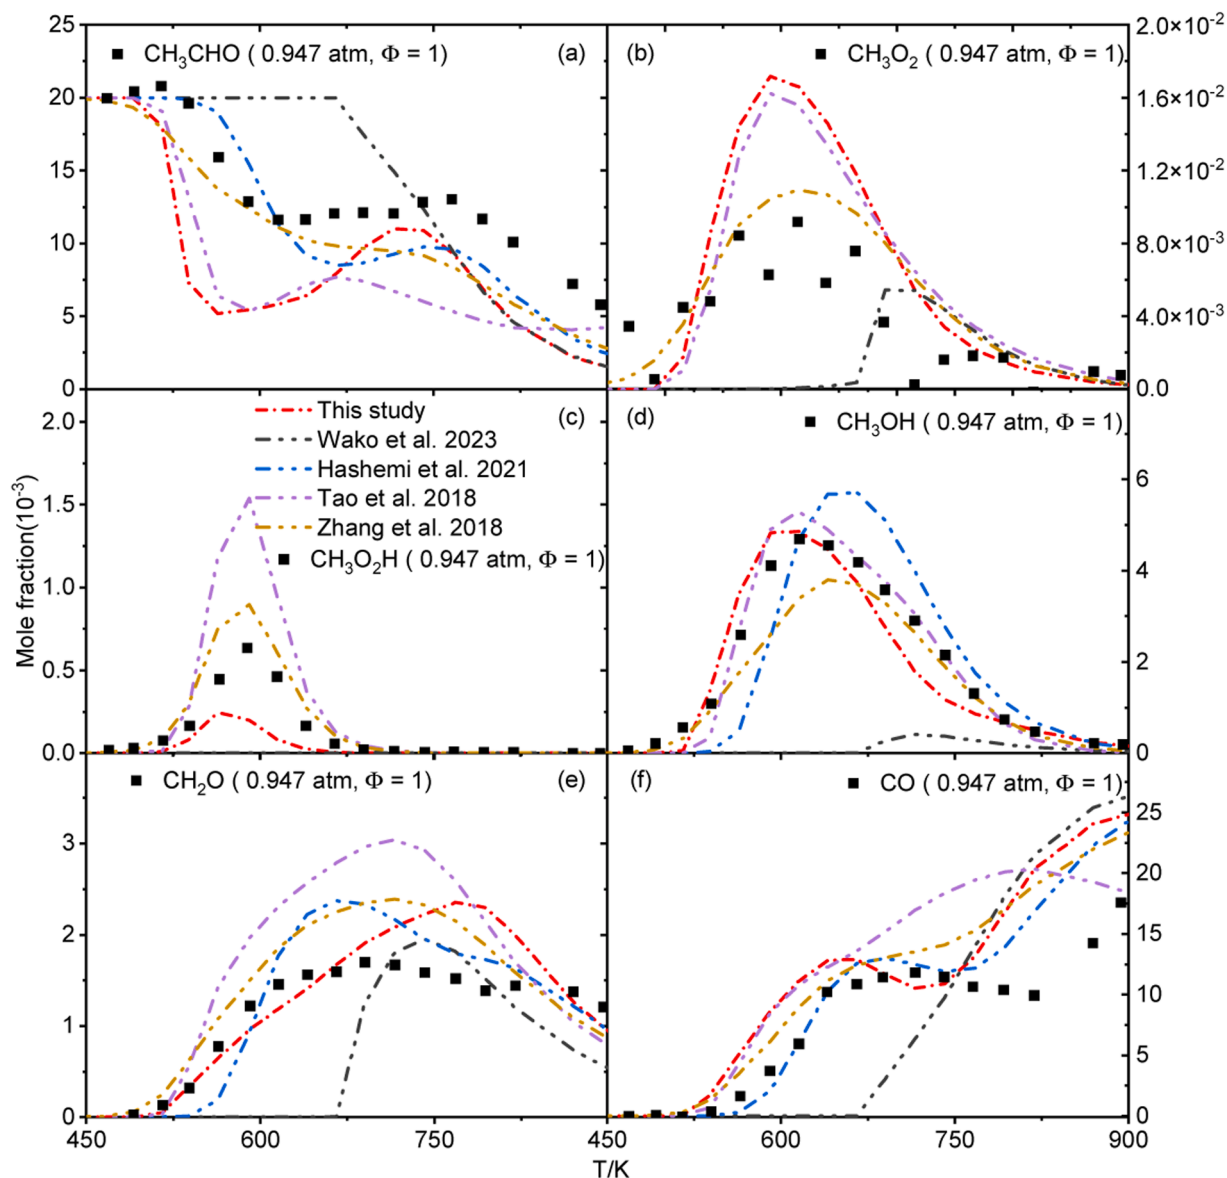 CH₃CHO ( 0.947 atm, Φ = 1) (a)
25
20
15
10
5
0
(b) CH₃O₂ ( 0.947 atm, Φ = 1)
2.0×10⁻²
1.6×10⁻²
1.2×10⁻²
8.0×10⁻³
4.0×10⁻³
0.0
(c)
This study
Wako et al. 2023
Hashemi et al. 2021
Tao et al. 2018
Zhang et al. 2018
CH₃O₂H ( 0.947 atm, Φ = 1)
2.0
1.5
1.0
0.5
0.0
Mole fraction(10⁻³)
(d) CH₃OH ( 0.947 atm, Φ = 1)
6
4
2
0
CH₂O ( 0.947 atm, Φ = 1) (e)
3
2
1
0
(f) CO ( 0.947 atm, Φ = 1)
25
20
15
10
5
0
450 600 750 450 600 750 900
T/K